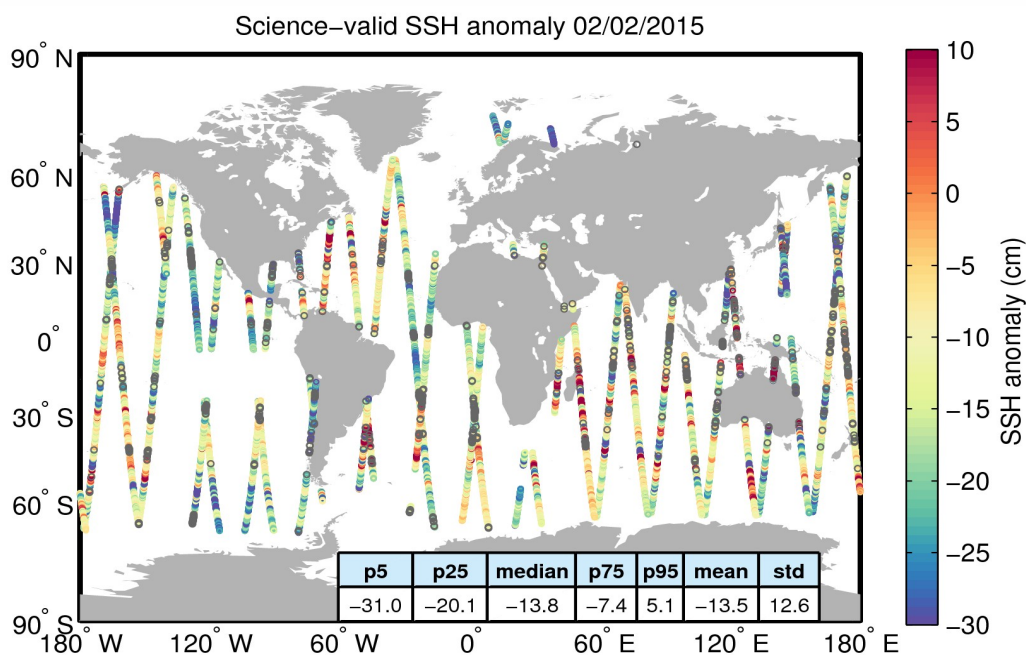 Science−valid SSH anomaly 02/02/2015
90° N
60° N
30° N
0°
30° S
60° S
90° S
180° W
120° W
60° W
0°
60° E
120° E
180° E
p5 p25 median p75 p95 mean std
−31.0 −20.1 −13.8 −7.4 5.1 −13.5 12.6
10
5
0
−5
−10
−15
−20
−25
−30
SSH anomaly (cm)